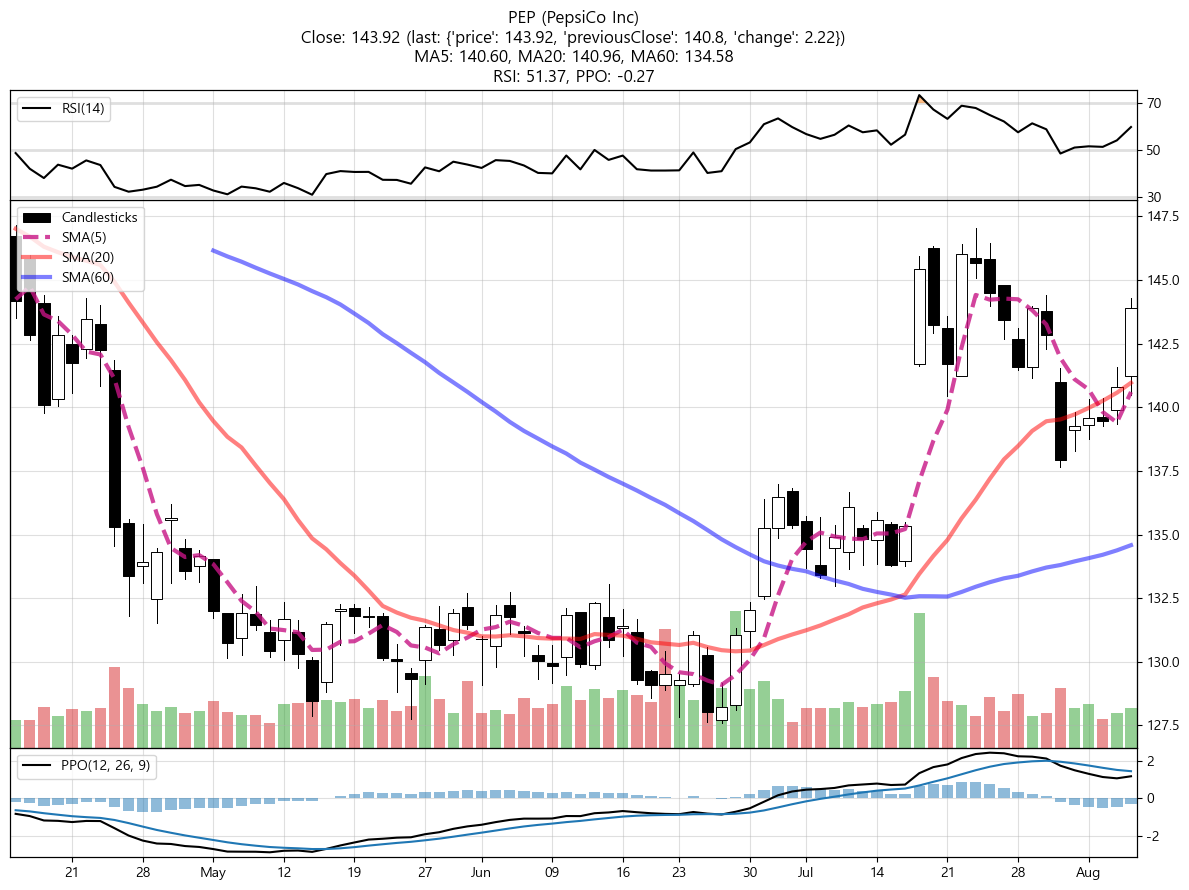 PEP (PepsiCo Inc)
Close: 143.92 (last: {'price': 143.92, 'previousClose': 140.8, 'change': 2.22})
MA5: 140.60, MA20: 140.96, MA60: 134.58
RSI: 51.37, PPO: -0.27
RSI(14)
70
50
30
Candlesticks
SMA(5)
SMA(20)
SMA(60)
147.5
145.0
142.5
140.0
137.5
135.0
132.5
130.0
127.5
PPO(12, 26, 9)
2
0
-2
21 28 May 12 19 27 Jun 09 16 23 30 Jul 14 21 28 Aug